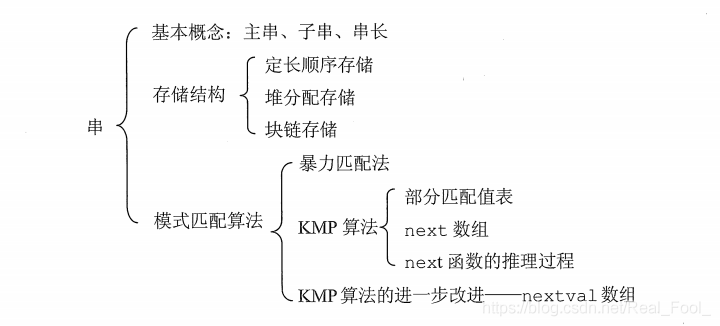 基本概念：主串、子串、串长
定长顺序存储
存储结构
堆分配存储
块链存储
串
暴力匹配法
部分匹配值表
模式匹配算法
KMP 算法
next 数组
next 函数的推理过程
KMP 算法的进一步改进——nextval 数组
https://blog.csdn.net/Real_Fool_